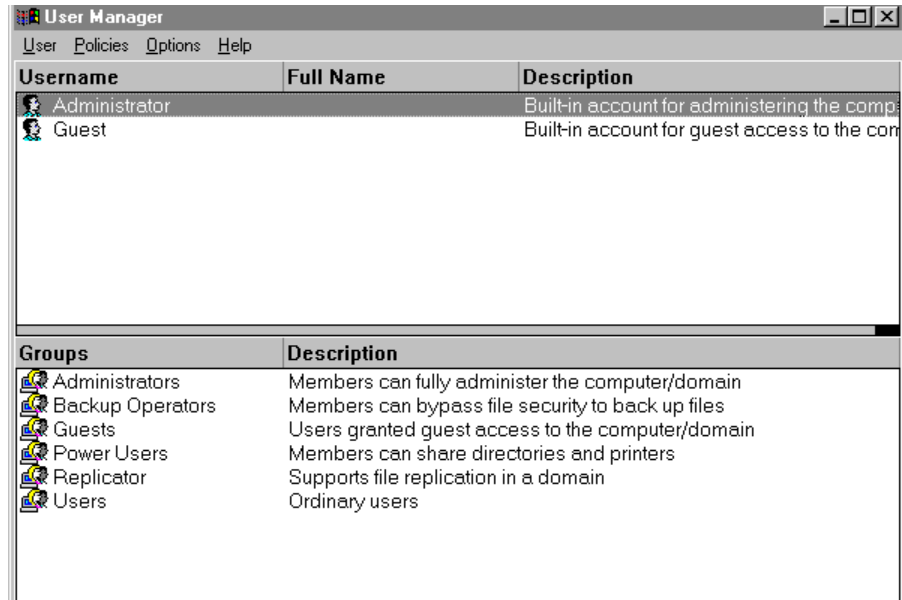 User Manager
User Policies Options Help
Username Full Name Description
Administrator Built-in account for administering the comp
Guest Built-in account for guest access to the com
Groups Description
Administrators Members can fully administer the computer/domain
Backup Operators Members can bypass file security to back up files
Guests Users granted guest access to the computer/domain
Power Users Members can share directories and printers
Replicator Supports file replication in a domain
Users Ordinary users